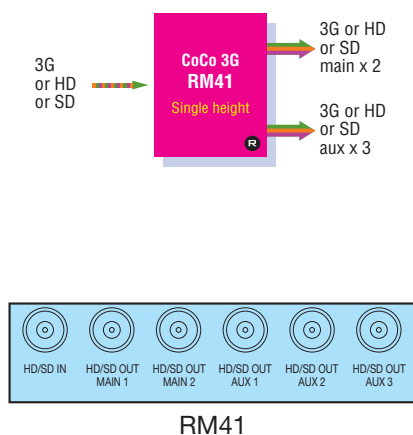 3G
or HD
or SD
CoCo 3G
RM41
Single height
R
3G or HD
or SD
main x 2
3G or HD
or SD
aux x 3
HD/SD IN
HD/SD OUT
MAIN 1
HD/SD OUT
MAIN 2
HD/SD OUT
AUX 1
HD/SD OUT
AUX 2
HD/SD OUT
AUX 3
RM41